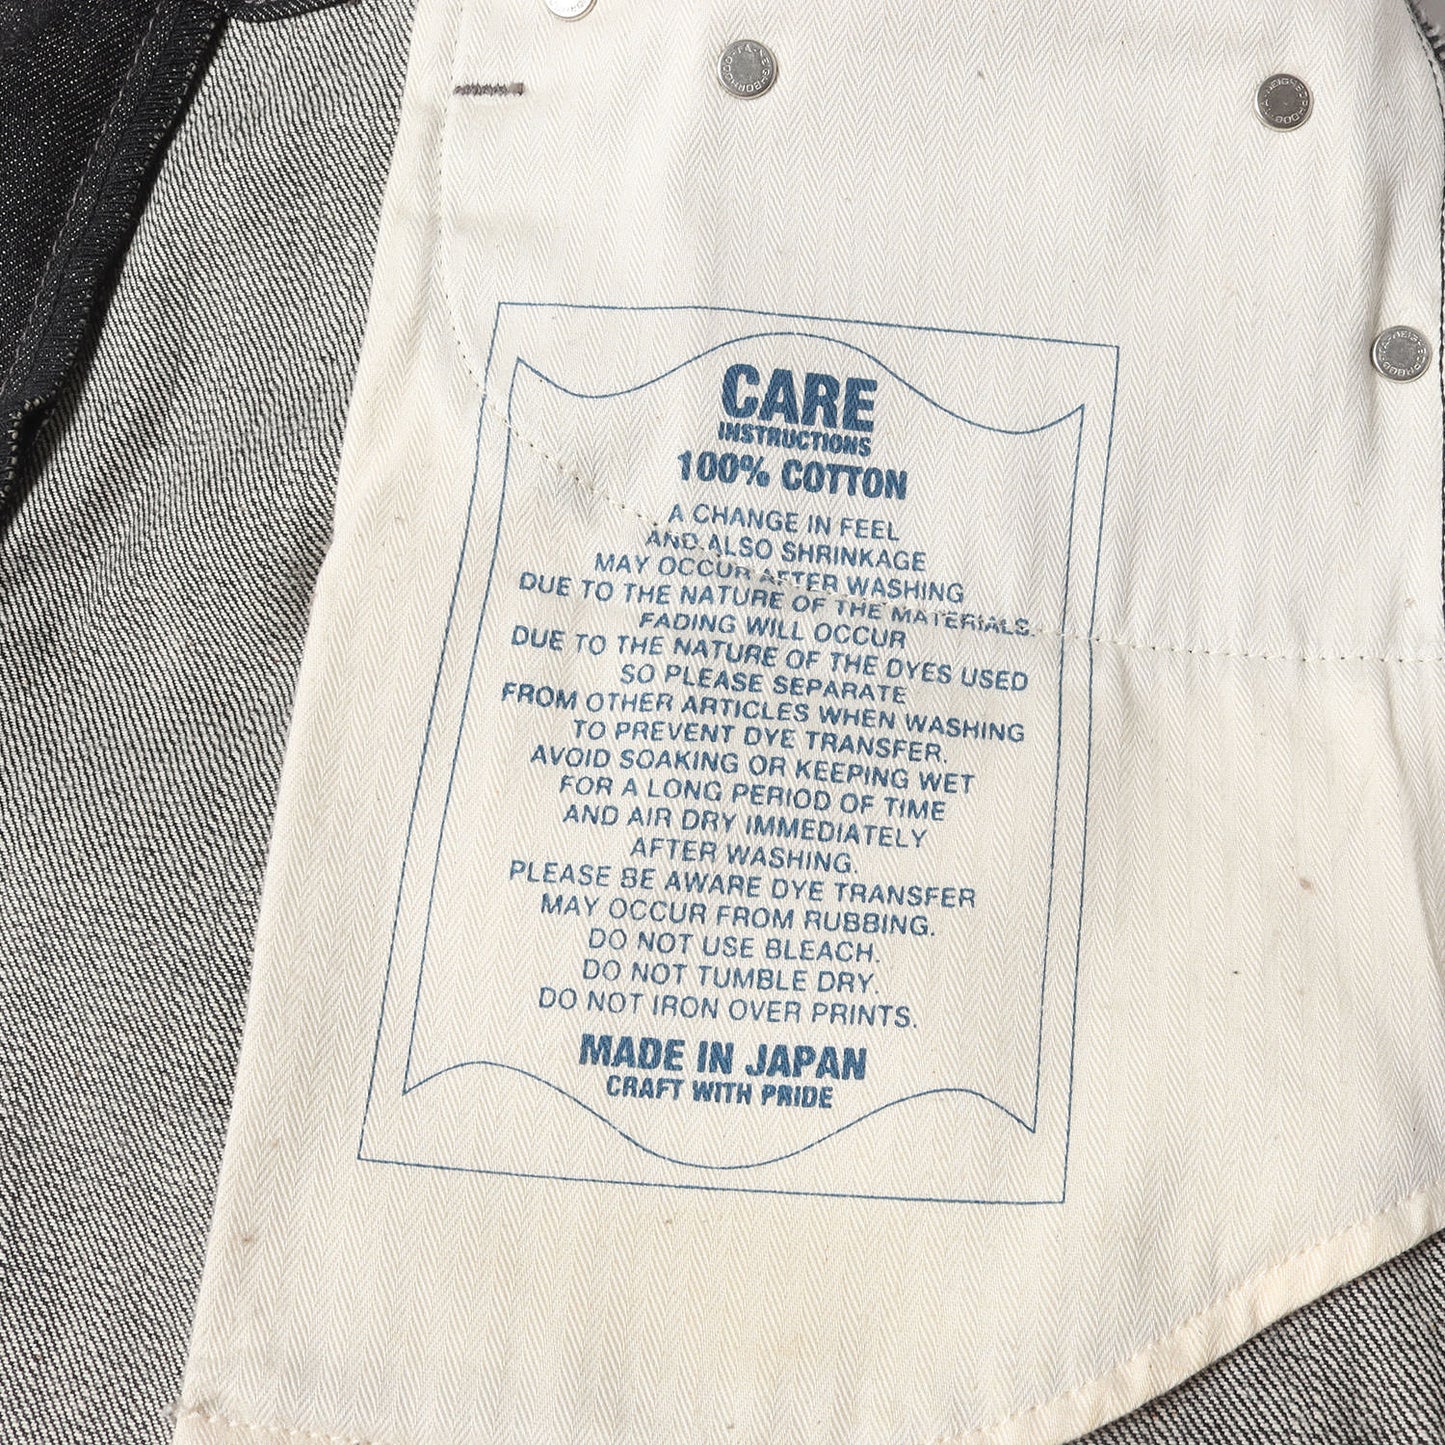 CARE
INSTRUCTIONS
100% COTTON
A CHANGE IN FEEL
AND ALSO SHRINKAGE
MAY OCCUR AFTER WASHING
DUE TO THE NATURE OF THE MATERIALS.
FADING WILL OCCUR
DUE TO THE NATURE OF THE DYES USED
SO PLEASE SEPARATE
FROM OTHER ARTICLES WHEN WASHING
TO PREVENT DYE TRANSFER.
AVOID SOAKING OR KEEPING WET
FOR A LONG PERIOD OF TIME
AND AIR DRY IMMEDIATELY
AFTER WASHING.
PLEASE BE AWARE DYE TRANSFER
MAY OCCUR FROM RUBBING.
DO NOT USE BLEACH.
DO NOT TUMBLE DRY.
DO NOT IRON OVER PRINTS.
MADE IN JAPAN
CRAFT WITH PRIDE